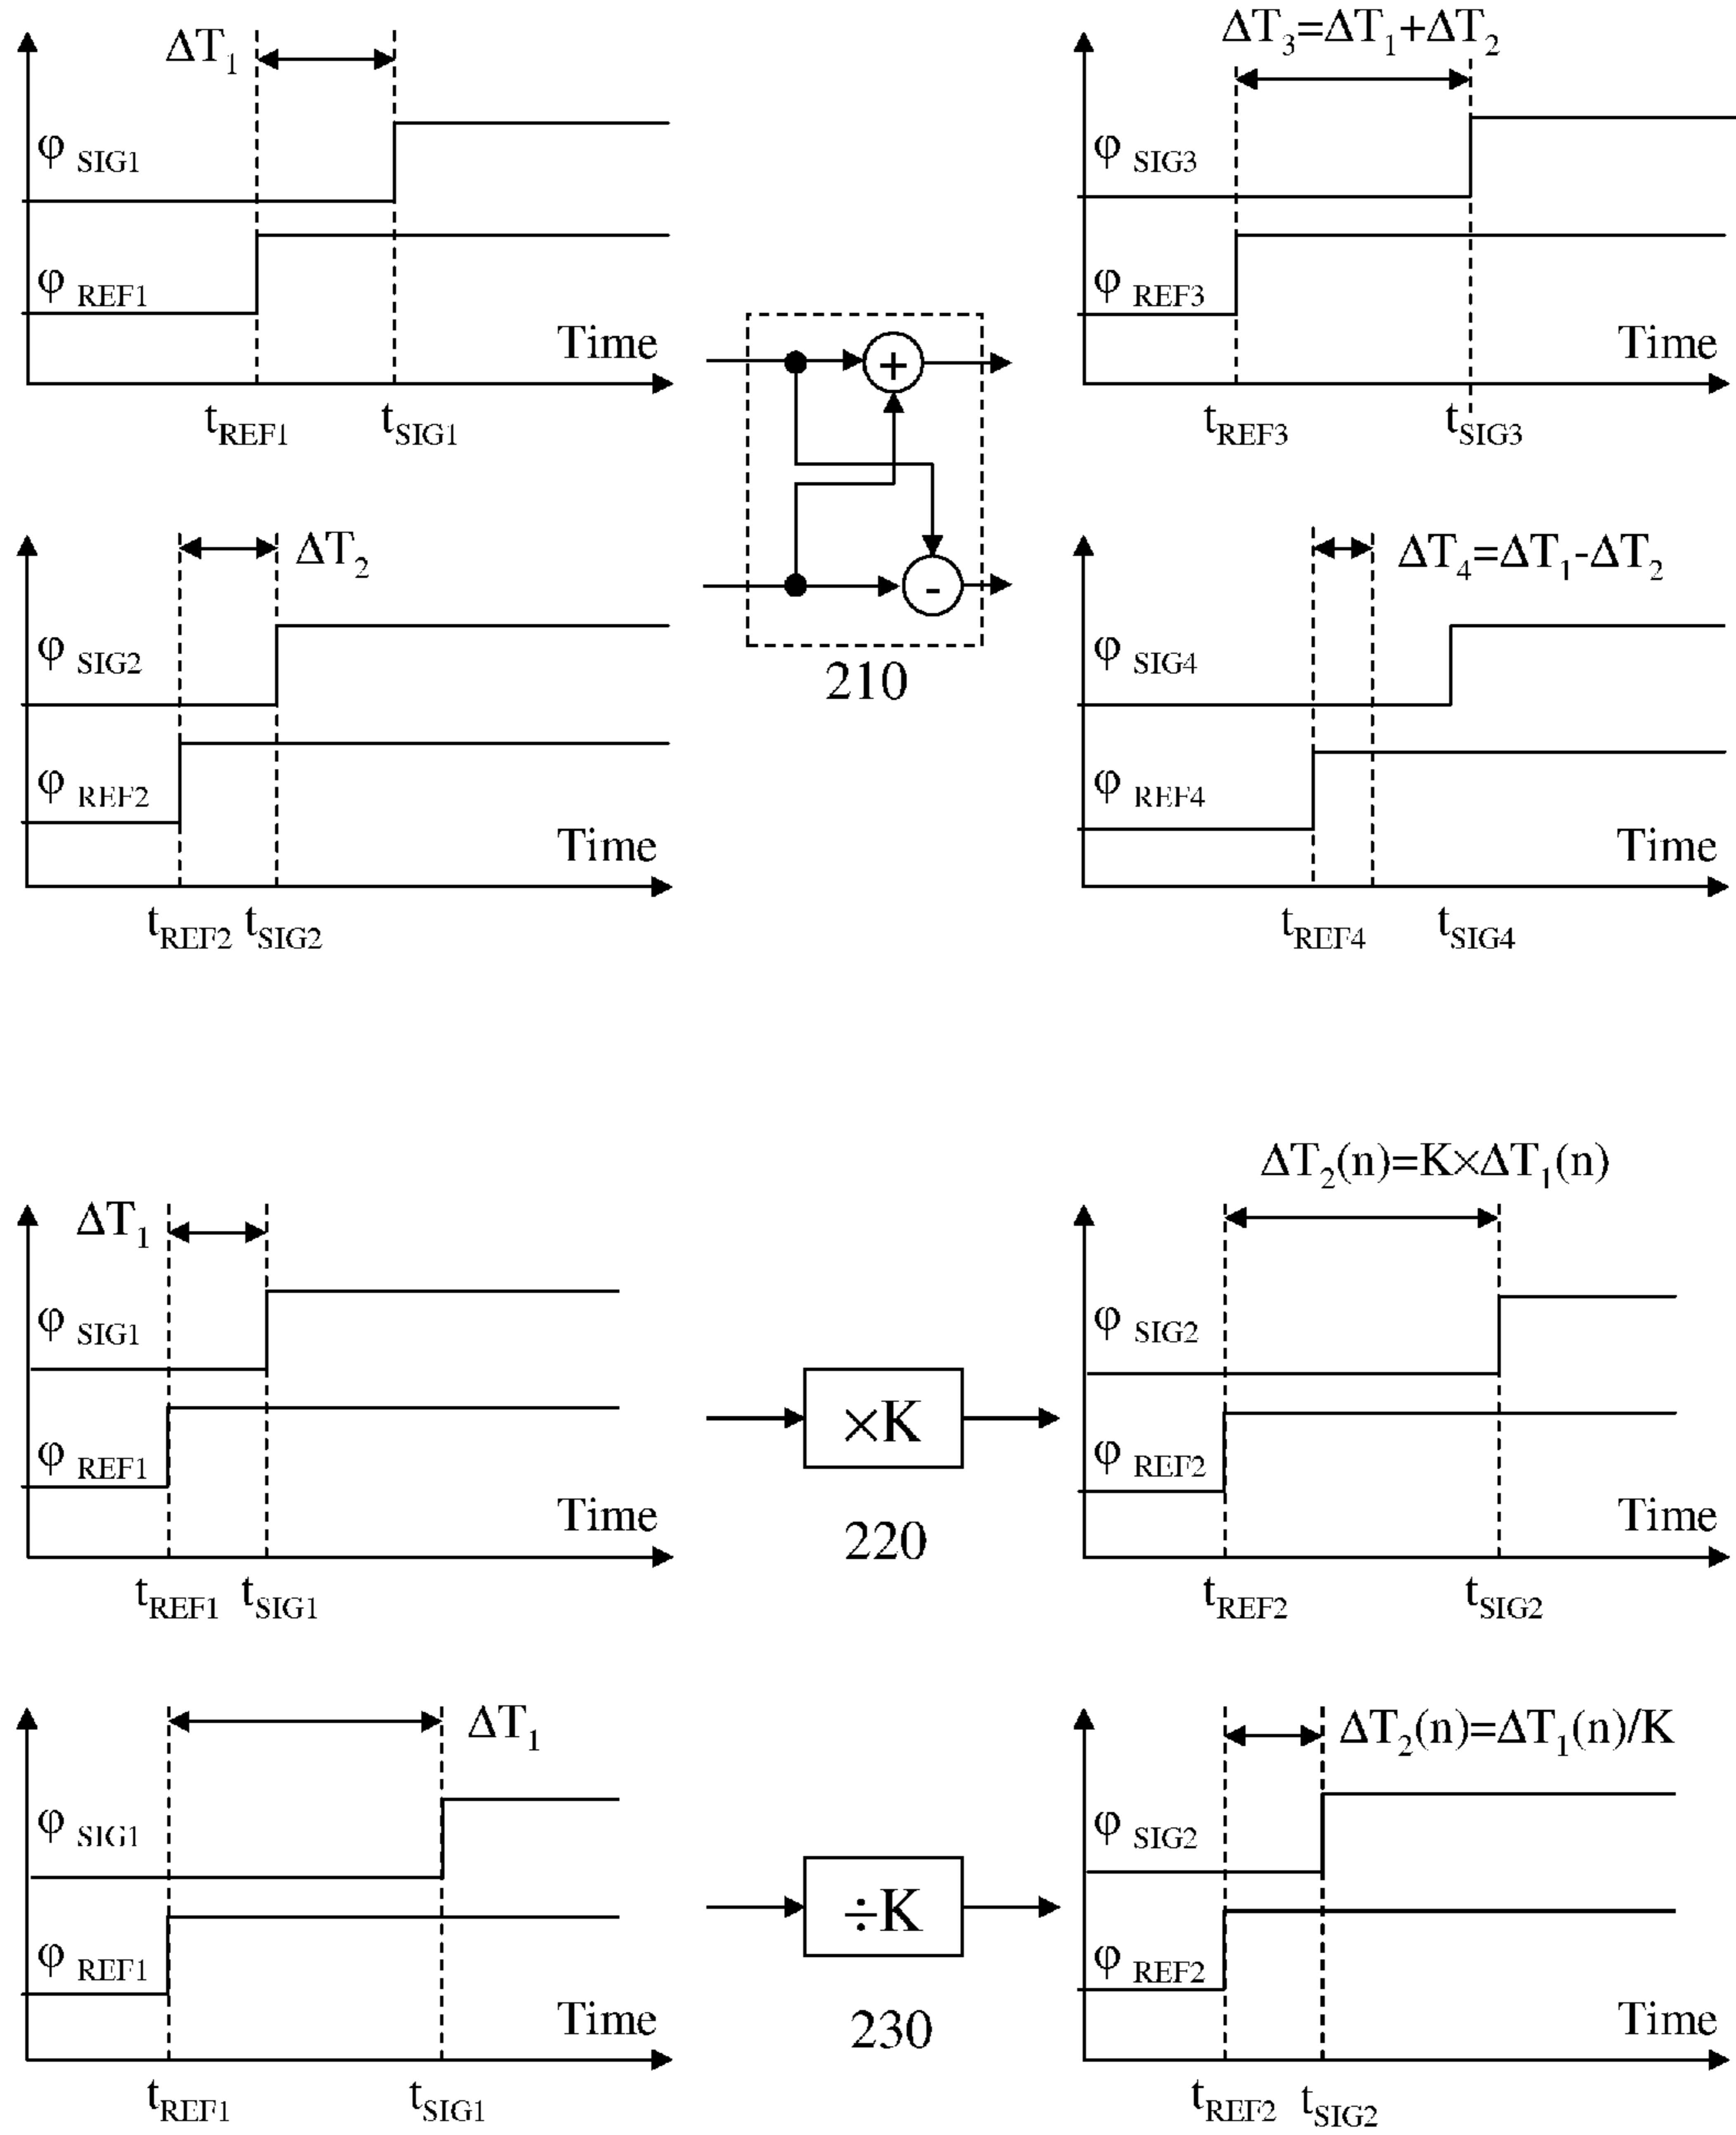 ΔT1
φ SIG1
φ REF1
Time
tREF1 tSIG1
ΔT3=ΔT1+ΔT2
φ SIG3
φ REF3
Time
tREF3 tSIG3
+
-
210
ΔT2
φ SIG2
φ REF2
Time
tREF2 tSIG2
ΔT4=ΔT1-ΔT2
φ SIG4
φ REF4
Time
tREF4 tSIG4
ΔT1
φ SIG1
φ REF1
Time
tREF1 tSIG1
×K
220
ΔT2(n)=K×ΔT1(n)
φ SIG2
φ REF2
Time
tREF2 tSIG2
ΔT1
φ SIG1
φ REF1
Time
tREF1 tSIG1
÷K
230
ΔT2(n)=ΔT1(n)/K
φ SIG2
φ REF2
Time
tREF2 tSIG2